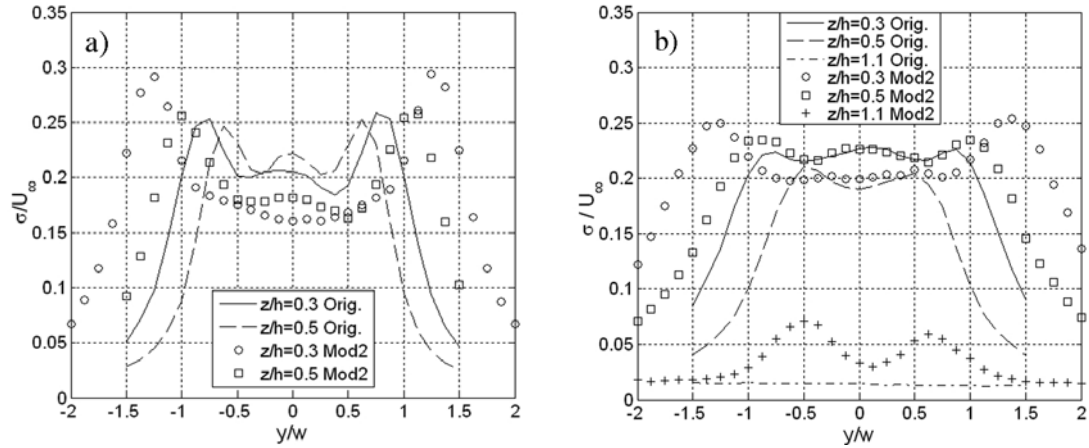 a)
0.35
0.3
0.25
0.2
0.15
0.1
0.05
0
σ/U∞
z/h=0.3 Orig.
z/h=0.5 Orig.
z/h=0.3 Mod2
z/h=0.5 Mod2
-2 -1.5 -1 -0.5 0 0.5 1 1.5 2
y/w
b)
0.35
0.3
0.25
0.2
0.15
0.1
0.05
0
σ / U∞
z/h=0.3 Orig.
z/h=0.5 Orig.
z/h=1.1 Orig.
z/h=0.3 Mod2
z/h=0.5 Mod2
z/h=1.1 Mod2
-2 -1.5 -1 -0.5 0 0.5 1 1.5 2
y/w